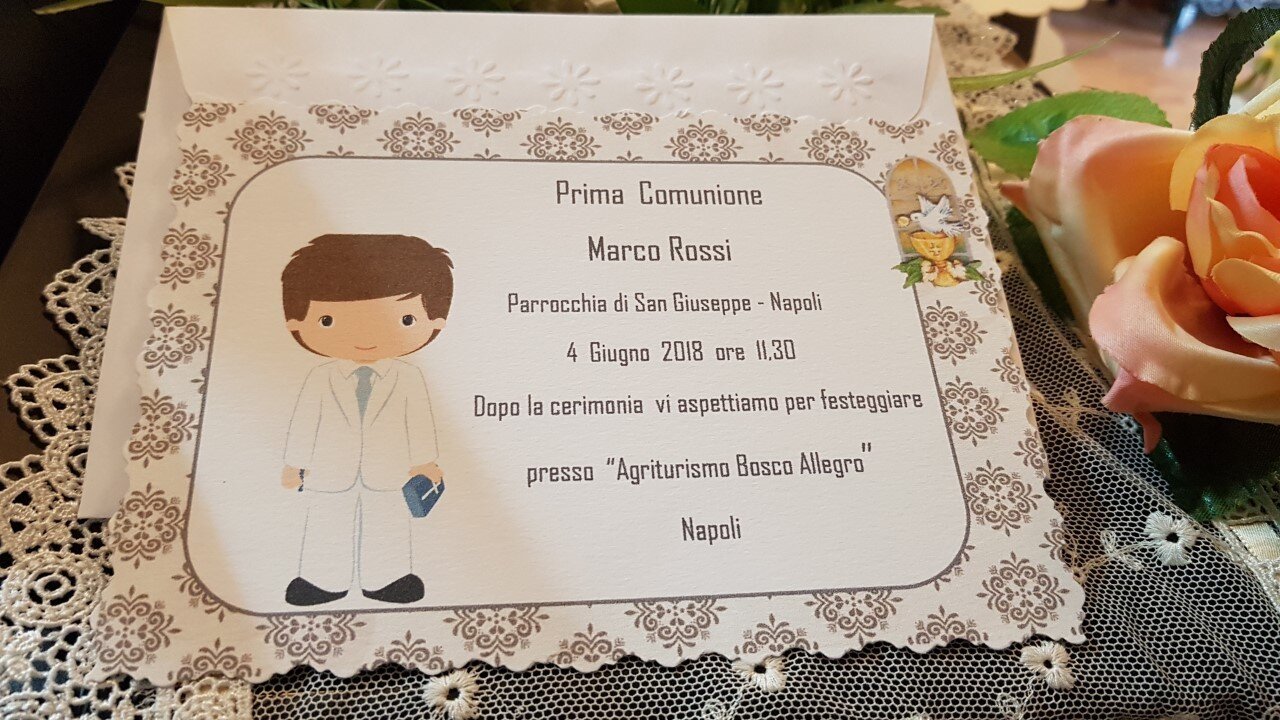 Prima Comunione
Marco Rossi
Parrocchia di San Giuseppe - Napoli
4 Giugno 2018 ore 11,30
Dopo la cerimonia vi aspettiamo per festeggiare
presso “Agriturismo Bosco Allegro”
Napoli